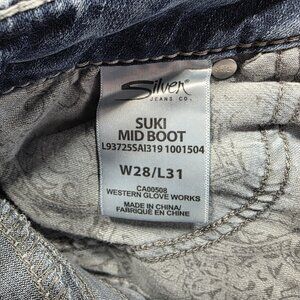 Silver
JEANS CO.
SUKI
MID BOOT
L93725SAI319 1001504
W28/L31
CA00508
WESTERN GLOVE WORKS
MADE IN CHINA/
FABRIQUÉ EN CHINE